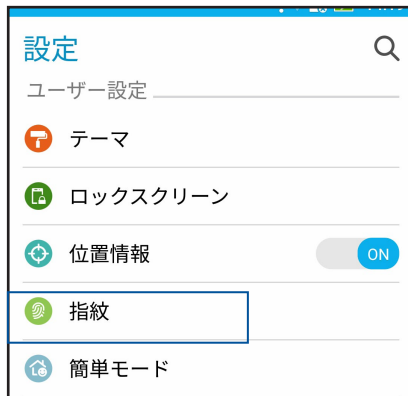 設定
ユーザー設定
テーマ
ロックスクリーン
位置情報
ON
指紋
簡単モード